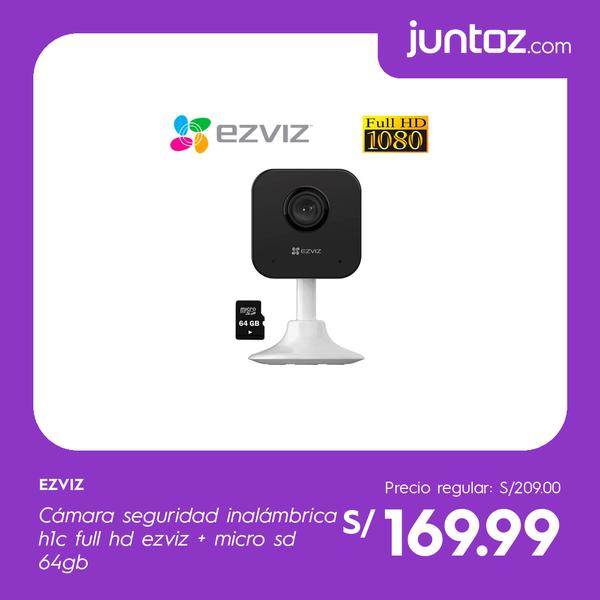 juntoz.com
ezviz
Full HD
1080
EZVIZ
micro
64 GB
EZVIZ
Precio regular: S/209.00
Cámara seguridad inalámbrica
h1c full hd ezviz + micro sd
64gb
S/ 169.99